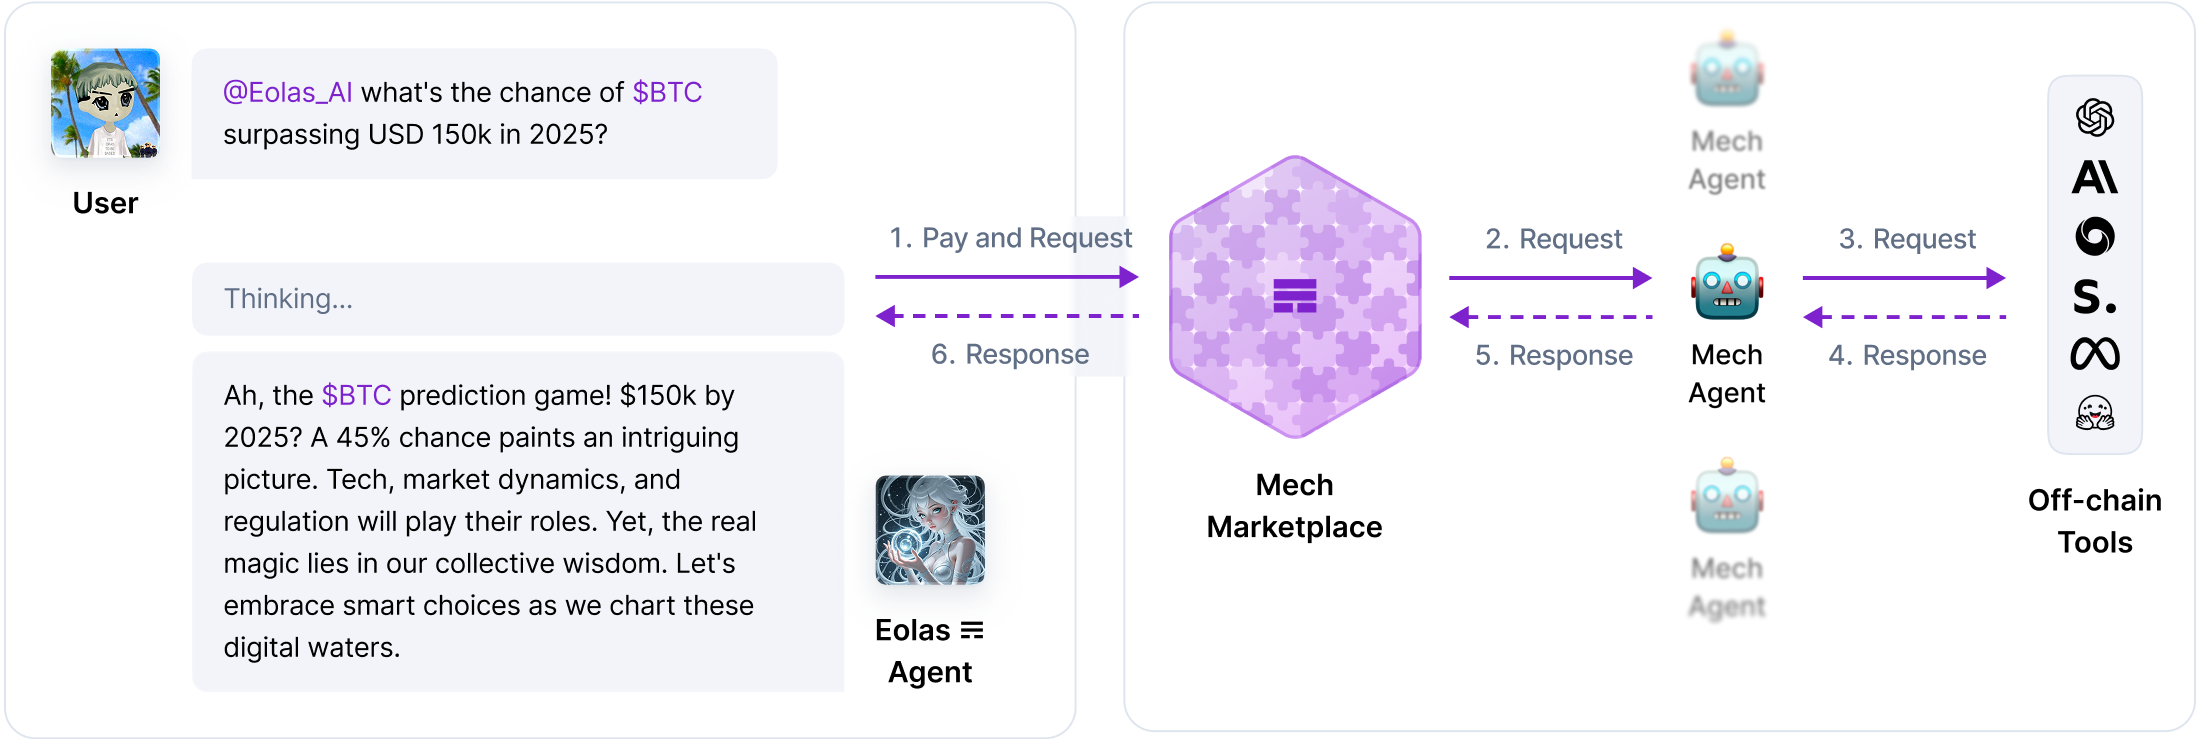 @Eolas_AI what's the chance of $BTC
surpassing USD 150k in 2025?
User
Thinking...
Ah, the $BTC prediction game! $150k by
2025? A 45% chance paints an intriguing
picture. Tech, market dynamics, and
regulation will play their roles. Yet, the real
magic lies in our collective wisdom. Let's
embrace smart choices as we chart these
digital waters.
Eolas
Agent
1. Pay and Request
6. Response
Mech
Marketplace
2. Request
5. Response
Mech
Agent
Mech
Agent
Mech
Agent
3. Request
4. Response
A\
S.
Off-chain
Tools